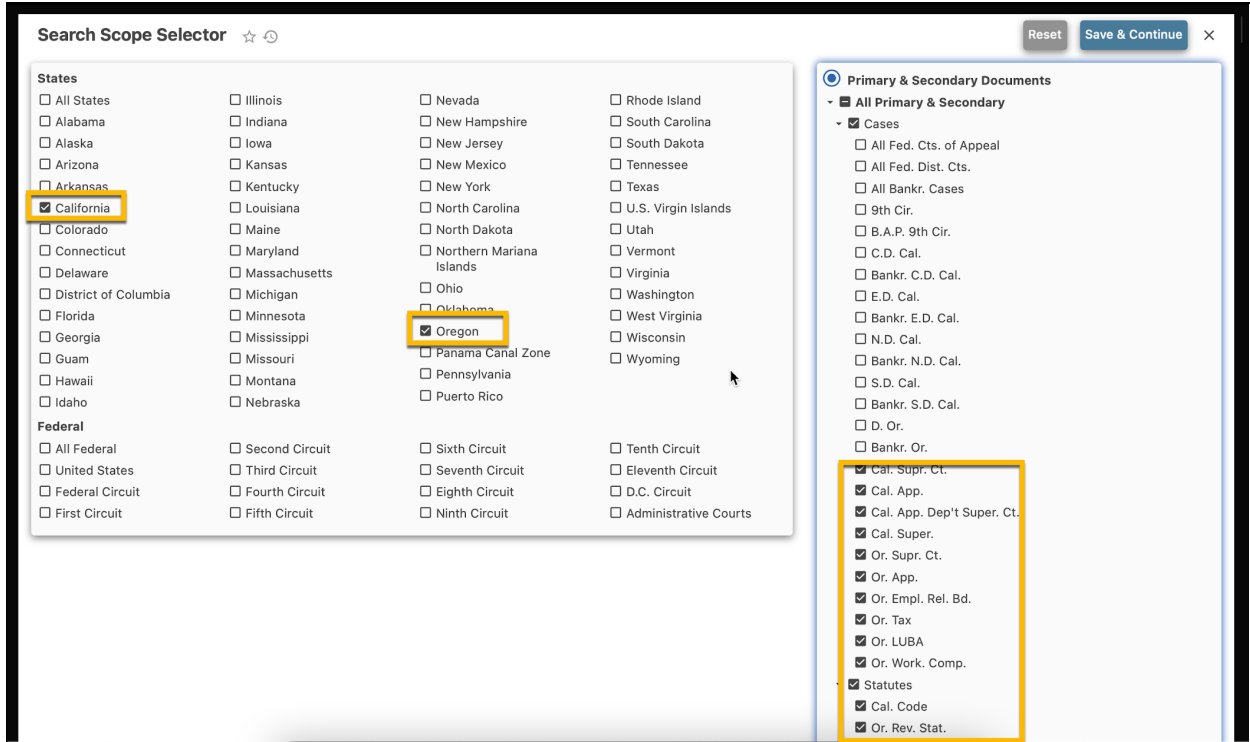 Search Scope Selector
Reset
Save & Continue
States
All States
Alabama
Alaska
Arizona
Arkansas
California
Colorado
Connecticut
Delaware
District of Columbia
Florida
Georgia
Guam
Hawaii
Idaho
Illinois
Indiana
Iowa
Kansas
Kentucky
Louisiana
Maine
Maryland
Massachusetts
Michigan
Minnesota
Mississippi
Missouri
Montana
Nebraska
Nevada
New Hampshire
New Jersey
New Mexico
New York
North Carolina
North Dakota
Northern Mariana
Islands
Ohio
Oklahoma
Oregon
Panama Canal Zone
Pennsylvania
Puerto Rico
Rhode Island
South Carolina
South Dakota
Tennessee
Texas
U.S. Virgin Islands
Utah
Vermont
Virginia
Washington
West Virginia
Wisconsin
Wyoming
Federal
All Federal
United States
Federal Circuit
First Circuit
Second Circuit
Third Circuit
Fourth Circuit
Fifth Circuit
Sixth Circuit
Seventh Circuit
Eighth Circuit
Ninth Circuit
Tenth Circuit
Eleventh Circuit
D.C. Circuit
Administrative Courts
Primary & Secondary Documents
All Primary & Secondary
Cases
All Fed. Cts. of Appeal
All Fed. Dist. Cts.
All Bankr. Cases
9th Cir.
B.A.P. 9th Cir.
C.D. Cal.
Bankr. C.D. Cal.
E.D. Cal.
Bankr. E.D. Cal.
N.D. Cal.
Bankr. N.D. Cal.
S.D. Cal.
Bankr. S.D. Cal.
D. Or.
Bankr. Or.
Cal. Supr. Ct.
Cal. App.
Cal. App. Dep't Super. Ct.
Cal. Super.
Or. Supr. Ct.
Or. App.
Or. Empl. Rel. Bd.
Or. Tax
Or. LUBA
Or. Work. Comp.
Statutes
Cal. Code
Or. Rev. Stat.